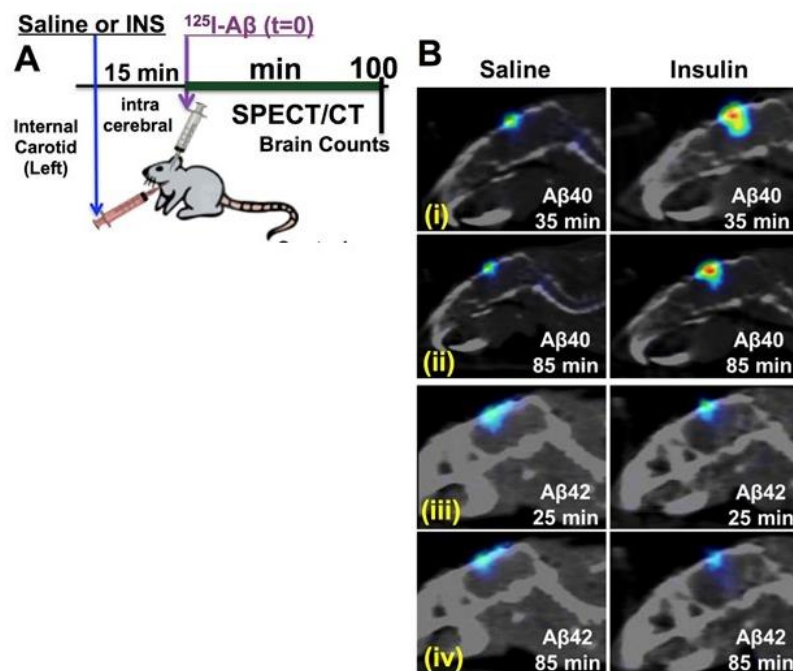 Saline or INS
¹²⁵I-Aβ (t=0)
A
15 min
min
100
intra
cerebral
SPECT/CT
Brain Counts
Internal
Carotid
(Left)
B
Saline
Insulin
(i)
Aβ40
35 min
Aβ40
35 min
(ii)
Aβ40
85 min
Aβ40
85 min
(iii)
Aβ42
25 min
Aβ42
25 min
(iv)
Aβ42
85 min
Aβ42
85 min